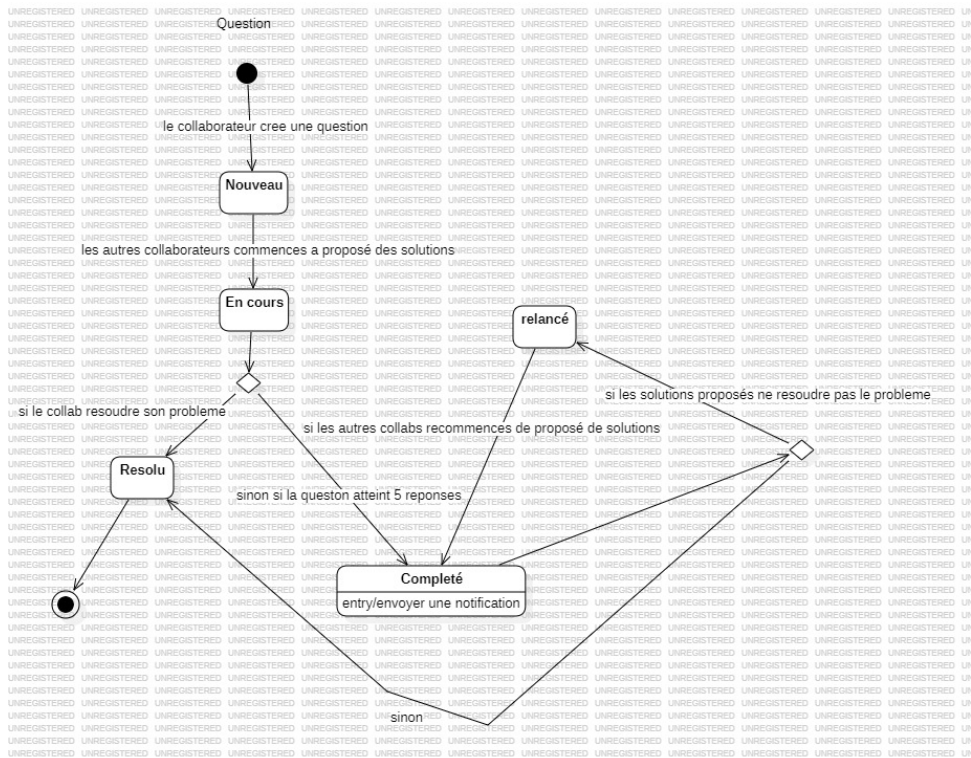 Question
le collaborateur cree une question
Nouveau
les autres collaborateurs commences a proposé des solutions
En cours
relancé
si les solutions proposés ne resoudre pas le probleme
si le collab resoudre son probleme
si les autres collabs recommences de proposé de solutions
Resolu
sinon si la queston atteint 5 reponses
Completé
entry/envoyer une notification
sinon
UNREGISTERED